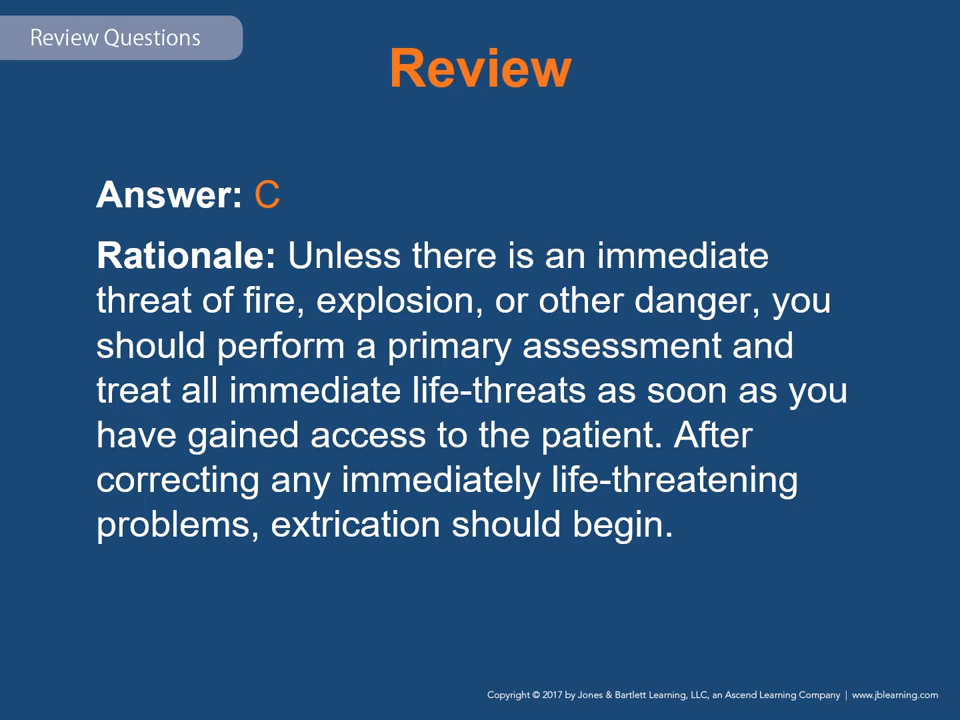 Review Questions
Review
Answer: C
Rationale: Unless there is an immediate
threat of fire, explosion, or other danger, you
should perform a primary assessment and
treat all immediate life-threats as soon as you
have gained access to the patient. After
correcting any immediately life-threatening
problems, extrication should begin.
Copyright © 2017 by Jones & Bartlett Learning, LLC, an Ascend Learning Company | www.jblearning.com